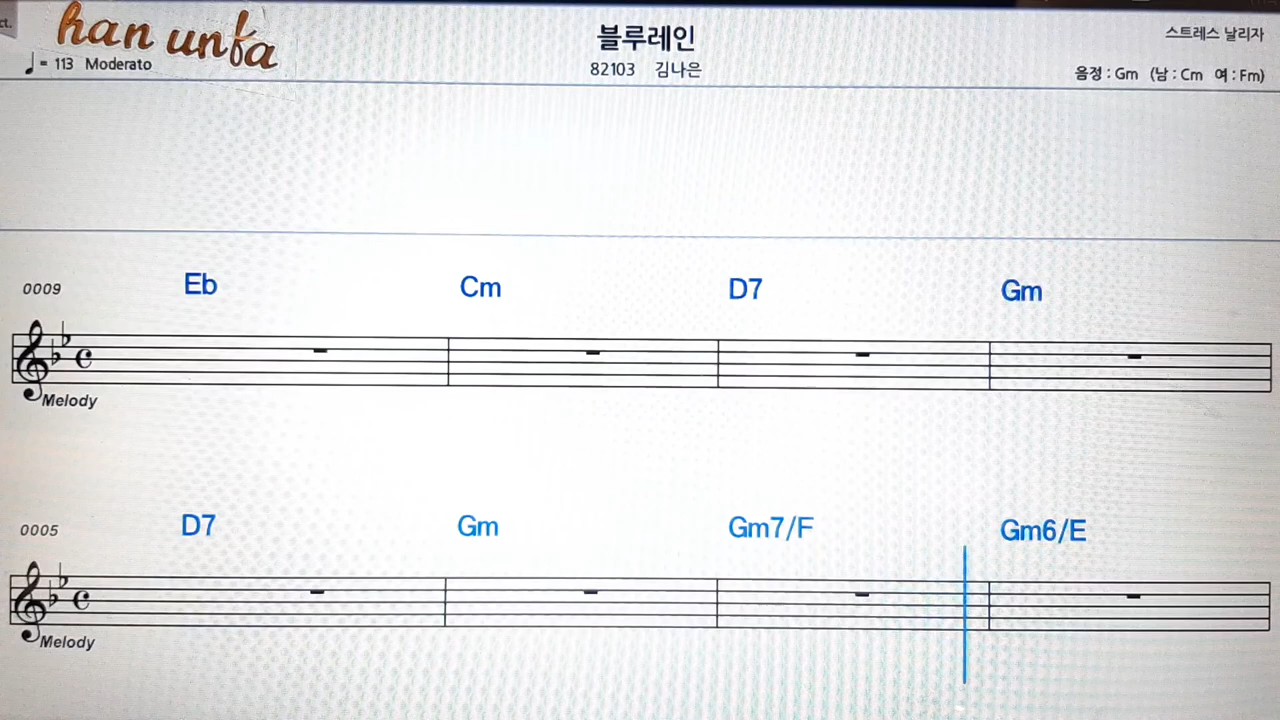 ct.
han unfa
♩ = 113 Moderato
블루레인
82103 김나은
스트레스 날리자
음정 : Gm (남 : Cm 여 : Fm)
0009
Eb Cm D7 Gm
Melody
0005
D7 Gm Gm7/F Gm6/E
Melody